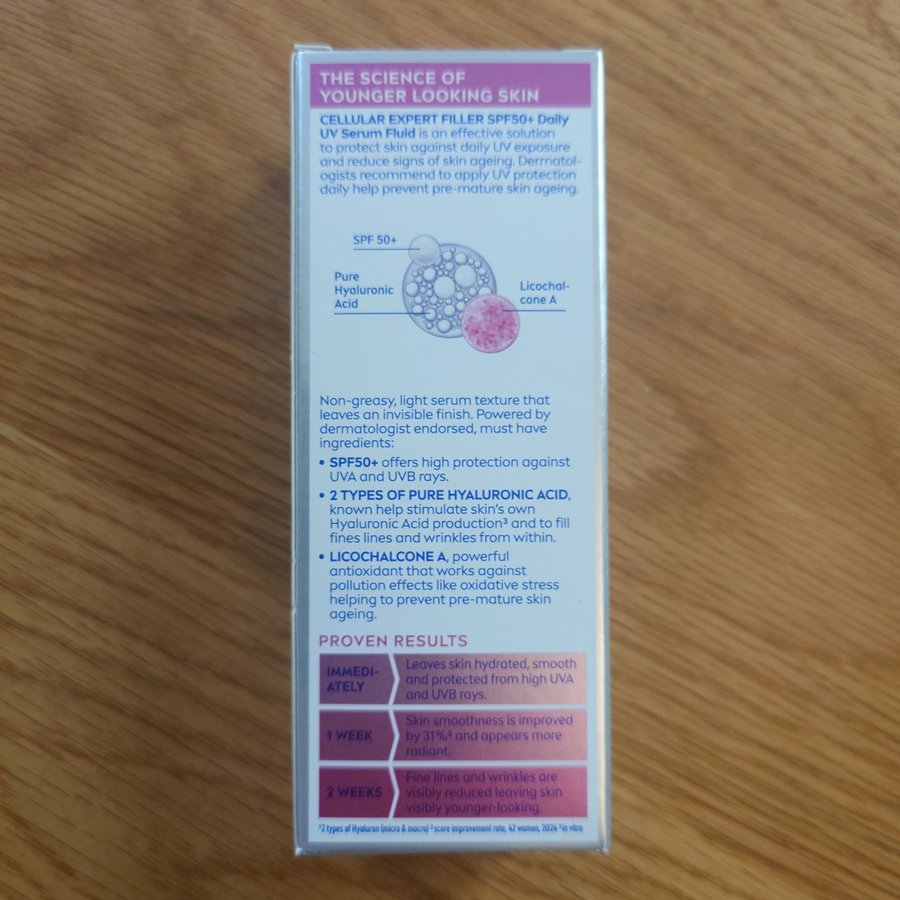 THE SCIENCE OF
YOUNGER LOOKING SKIN
CELLULAR EXPERT FILLER SPF50+ Daily
UV Serum Fluid is an effective solution
to protect skin against daily UV exposure
and reduce signs of skin ageing. Dermatol-
ogists recommend to apply UV protection
daily help prevent pre-mature skin ageing.
SPF 50+
Pure
Hyaluronic
Acid
Licochal-
cone A
Non-greasy, light serum texture that
leaves an invisible finish. Powered by
dermatologist endorsed, must have
ingredients:
• SPF50+ offers high protection against
UVA and UVB rays.
• 2 TYPES OF PURE HYALURONIC ACID,
known help stimulate skin's own
Hyaluronic Acid production³ and to fill
fines lines and wrinkles from within.
• LICOCHALCONE A, powerful
antioxidant that works against
pollution effects like oxidative stress
helping to prevent pre-mature skin
ageing.
PROVEN RESULTS
IMMEDI-
ATELY
Leaves skin hydrated, smooth
and protected from high UVA
and UVB rays.
1 WEEK
Skin smoothness is improved
by 31%² and appears more
radiant.
2 WEEKS
Fine lines and wrinkles are
visibly reduced leaving skin
visibly younger-looking.
¹2 types of Hyaluron (micro & macro) ² score improvement rate, 42 women, 2024 ³in vitro